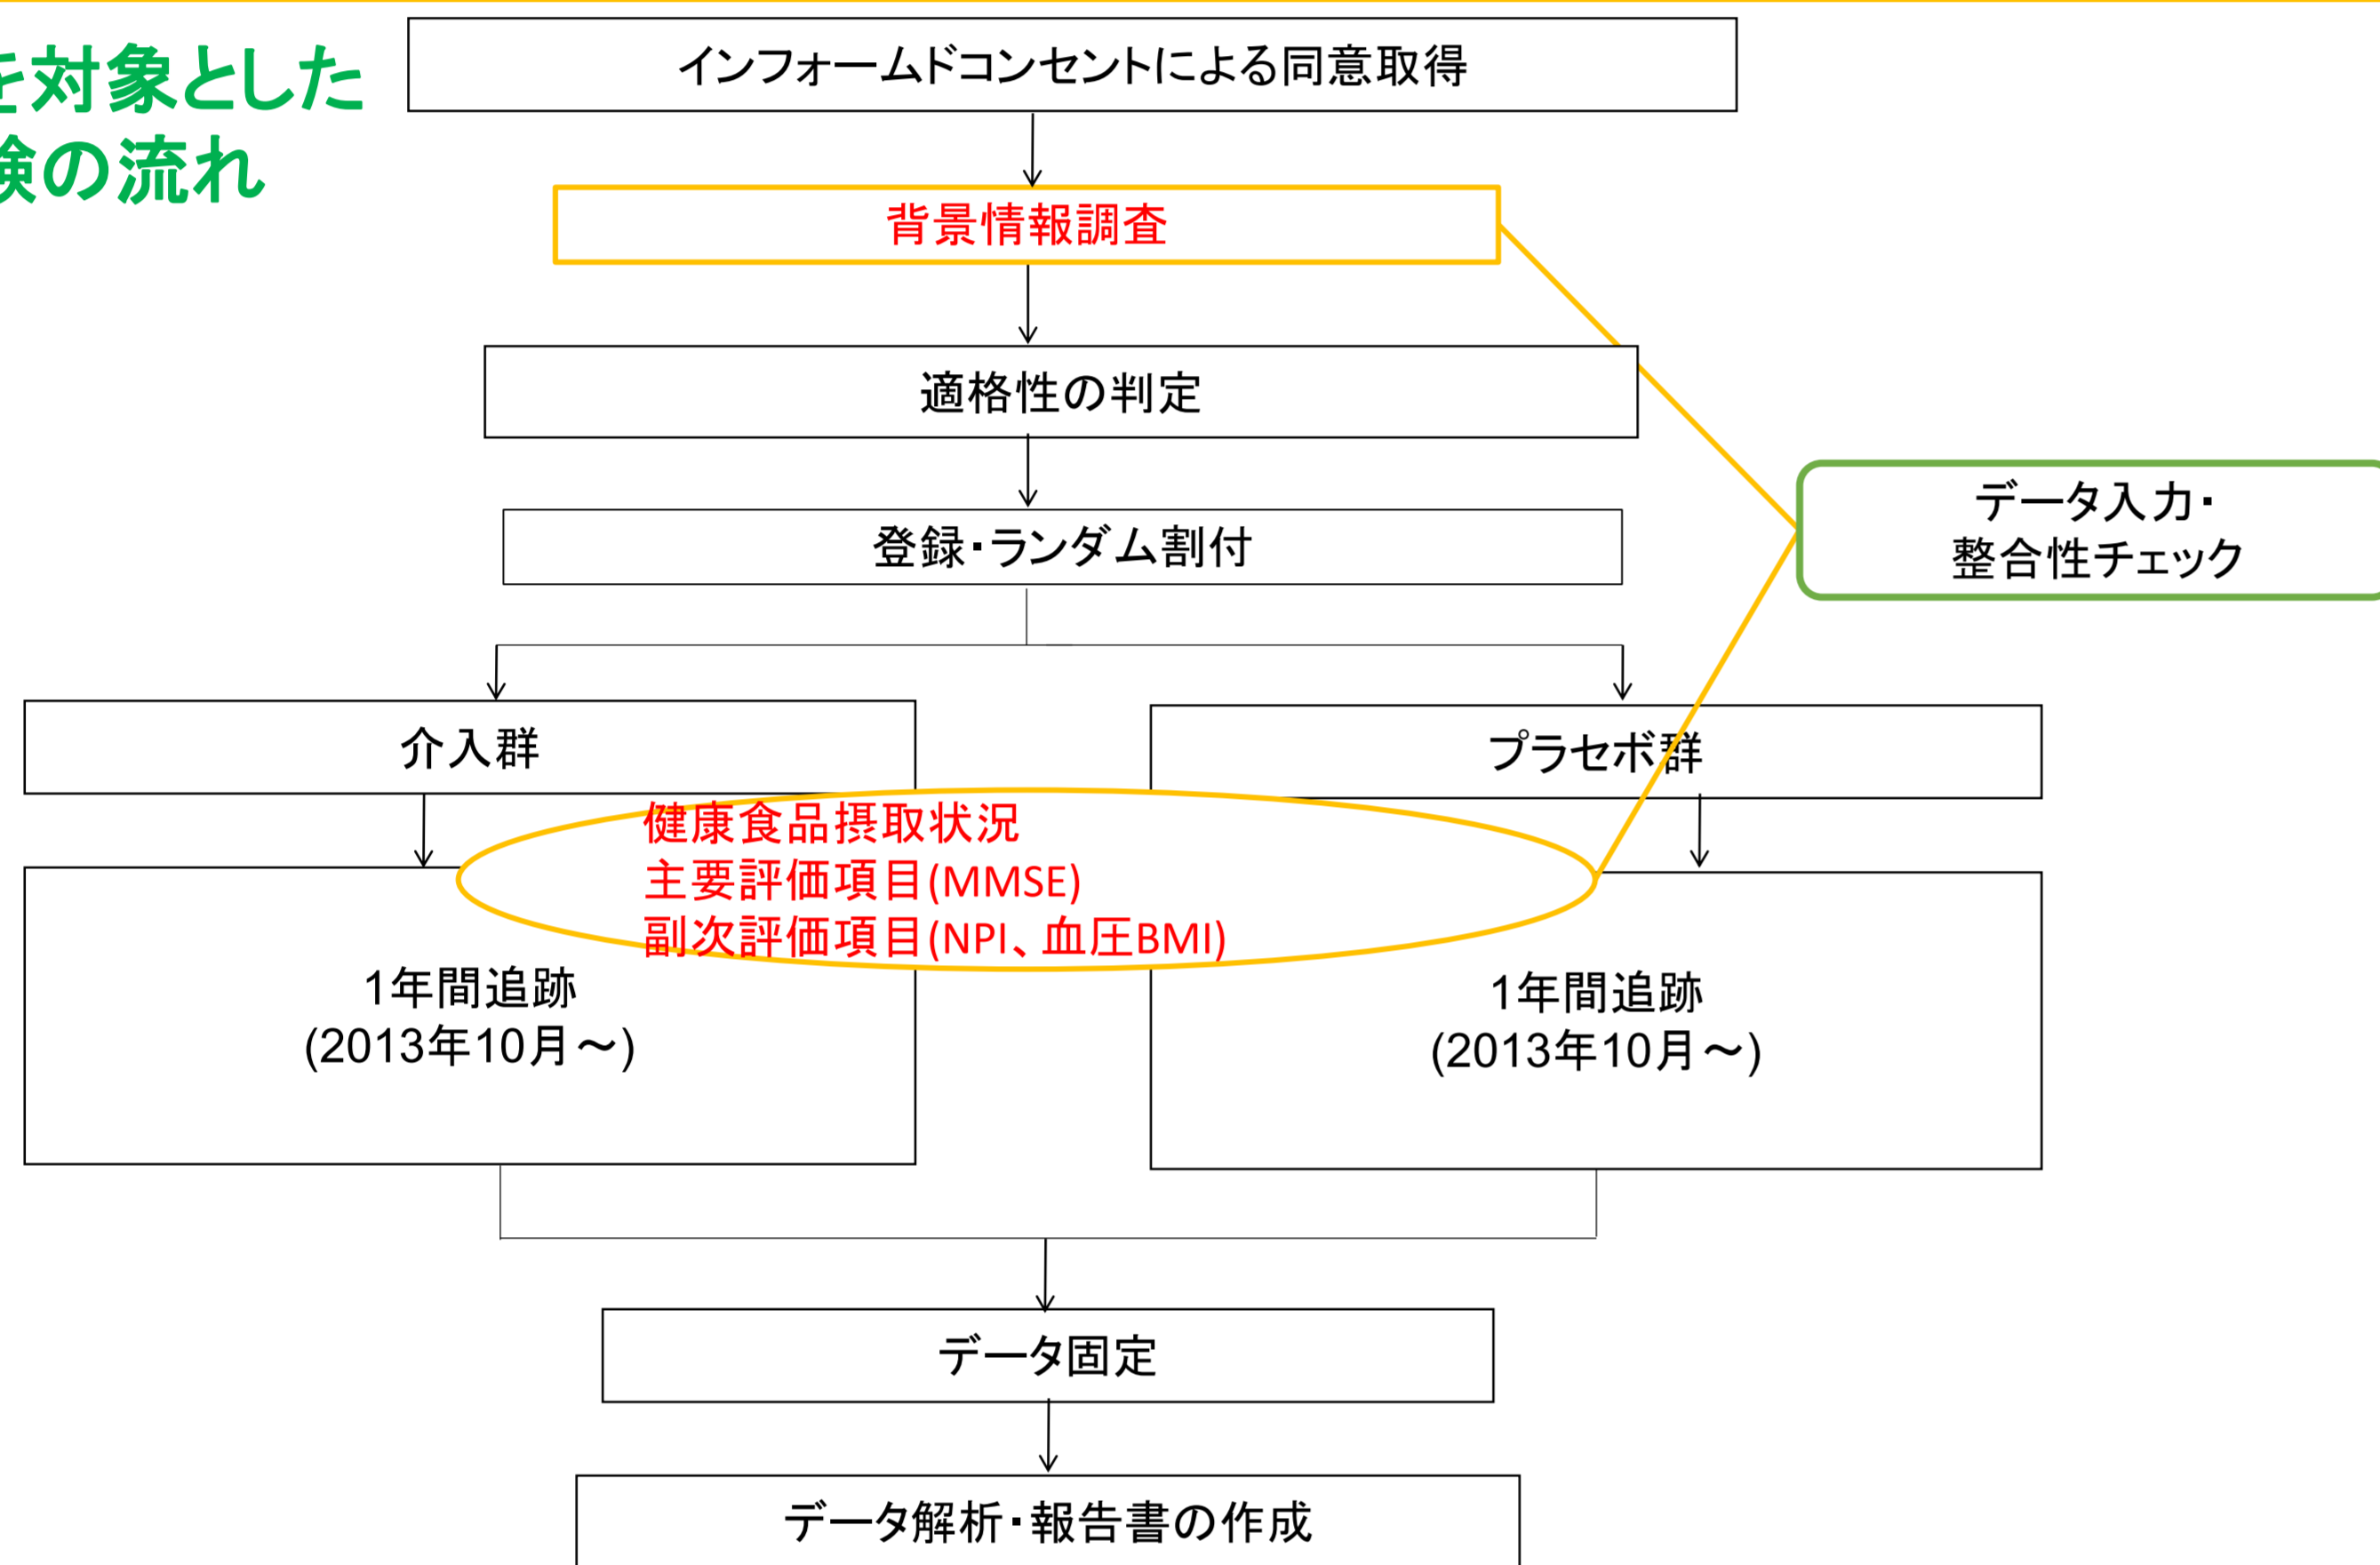 を対象とした
験の流れ
インフォームドコンセントによる同意取得
背景情報調査
適格性の判定
登録・ランダム割付
データ入力・
整合性チェック
介入群
プラセボ群
健康食品摂取状況
主要評価項目(MMSE)
副次評価項目(NPI、血圧BMI)
1年間追跡
(2013年10月～)
1年間追跡
(2013年10月～)
データ固定
データ解析・報告書の作成